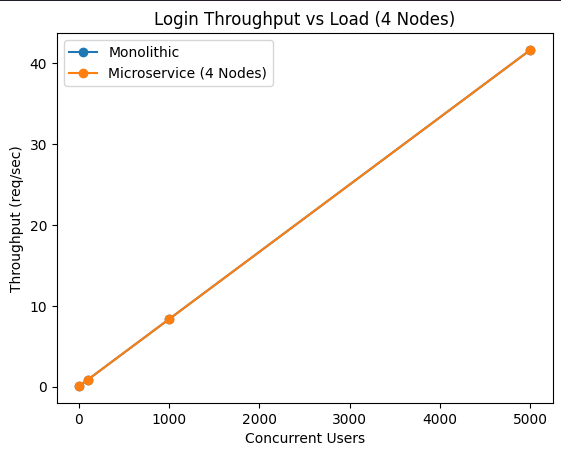 Login Throughput vs Load (4 Nodes)
Monolithic
Microservice (4 Nodes)
Throughput (req/sec)
40
30
20
10
0
0 1000 2000 3000 4000 5000
Concurrent Users